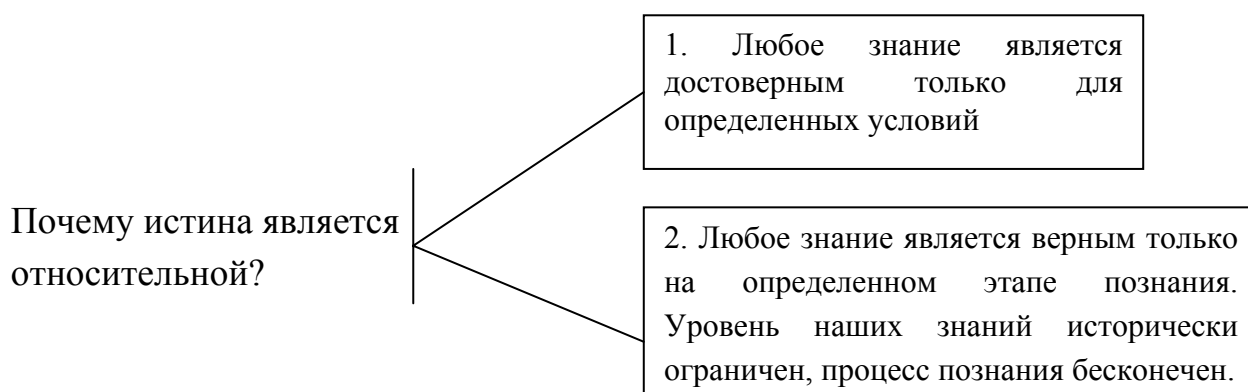 Почему истина является
относительной?
1. Любое знание является
достоверным только для
определенных условий
2. Любое знание является верным только
на определенном этапе познания.
Уровень наших знаний исторически
ограничен, процесс познания бесконечен.